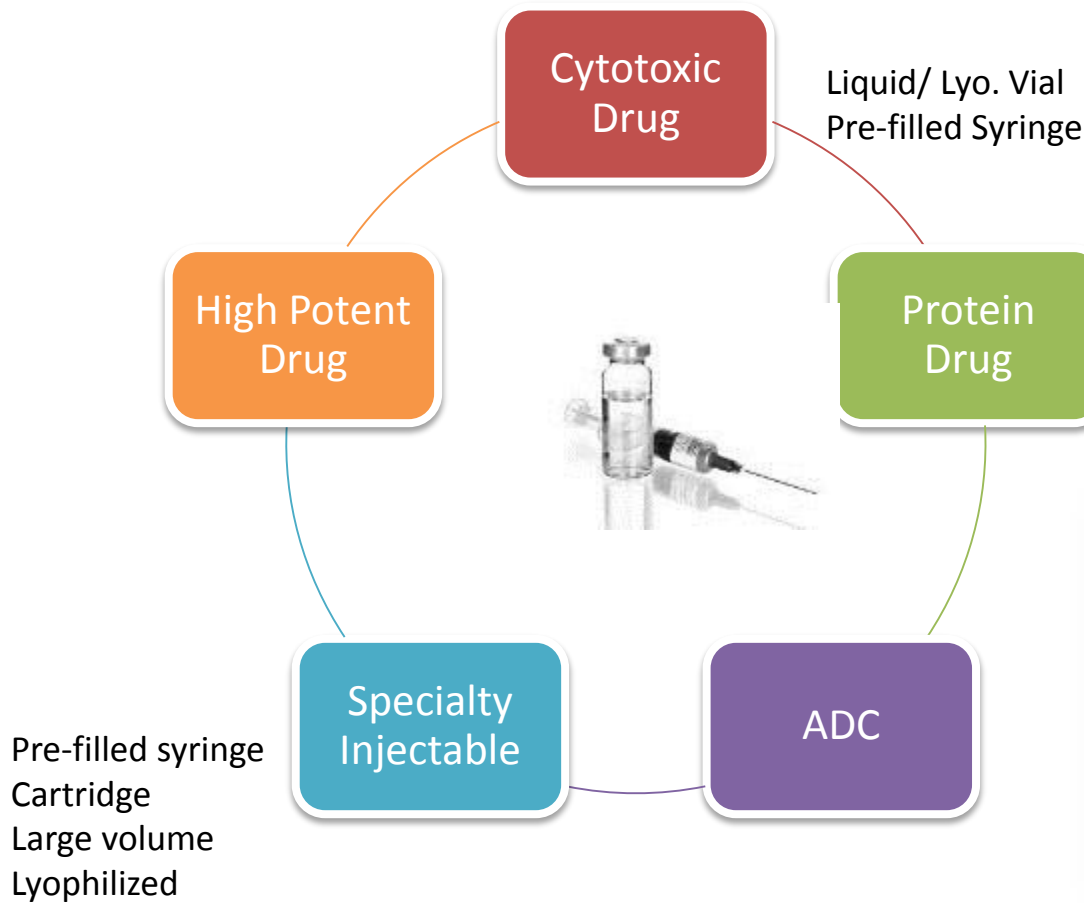 Cytotoxic
Drug
Liquid/ Lyo. Vial
Pre-filled Syringe
High Potent
Drug
Protein
Drug
Specialty
Injectable
ADC
Pre-filled syringe
Cartridge
Large volume
Lyophilized